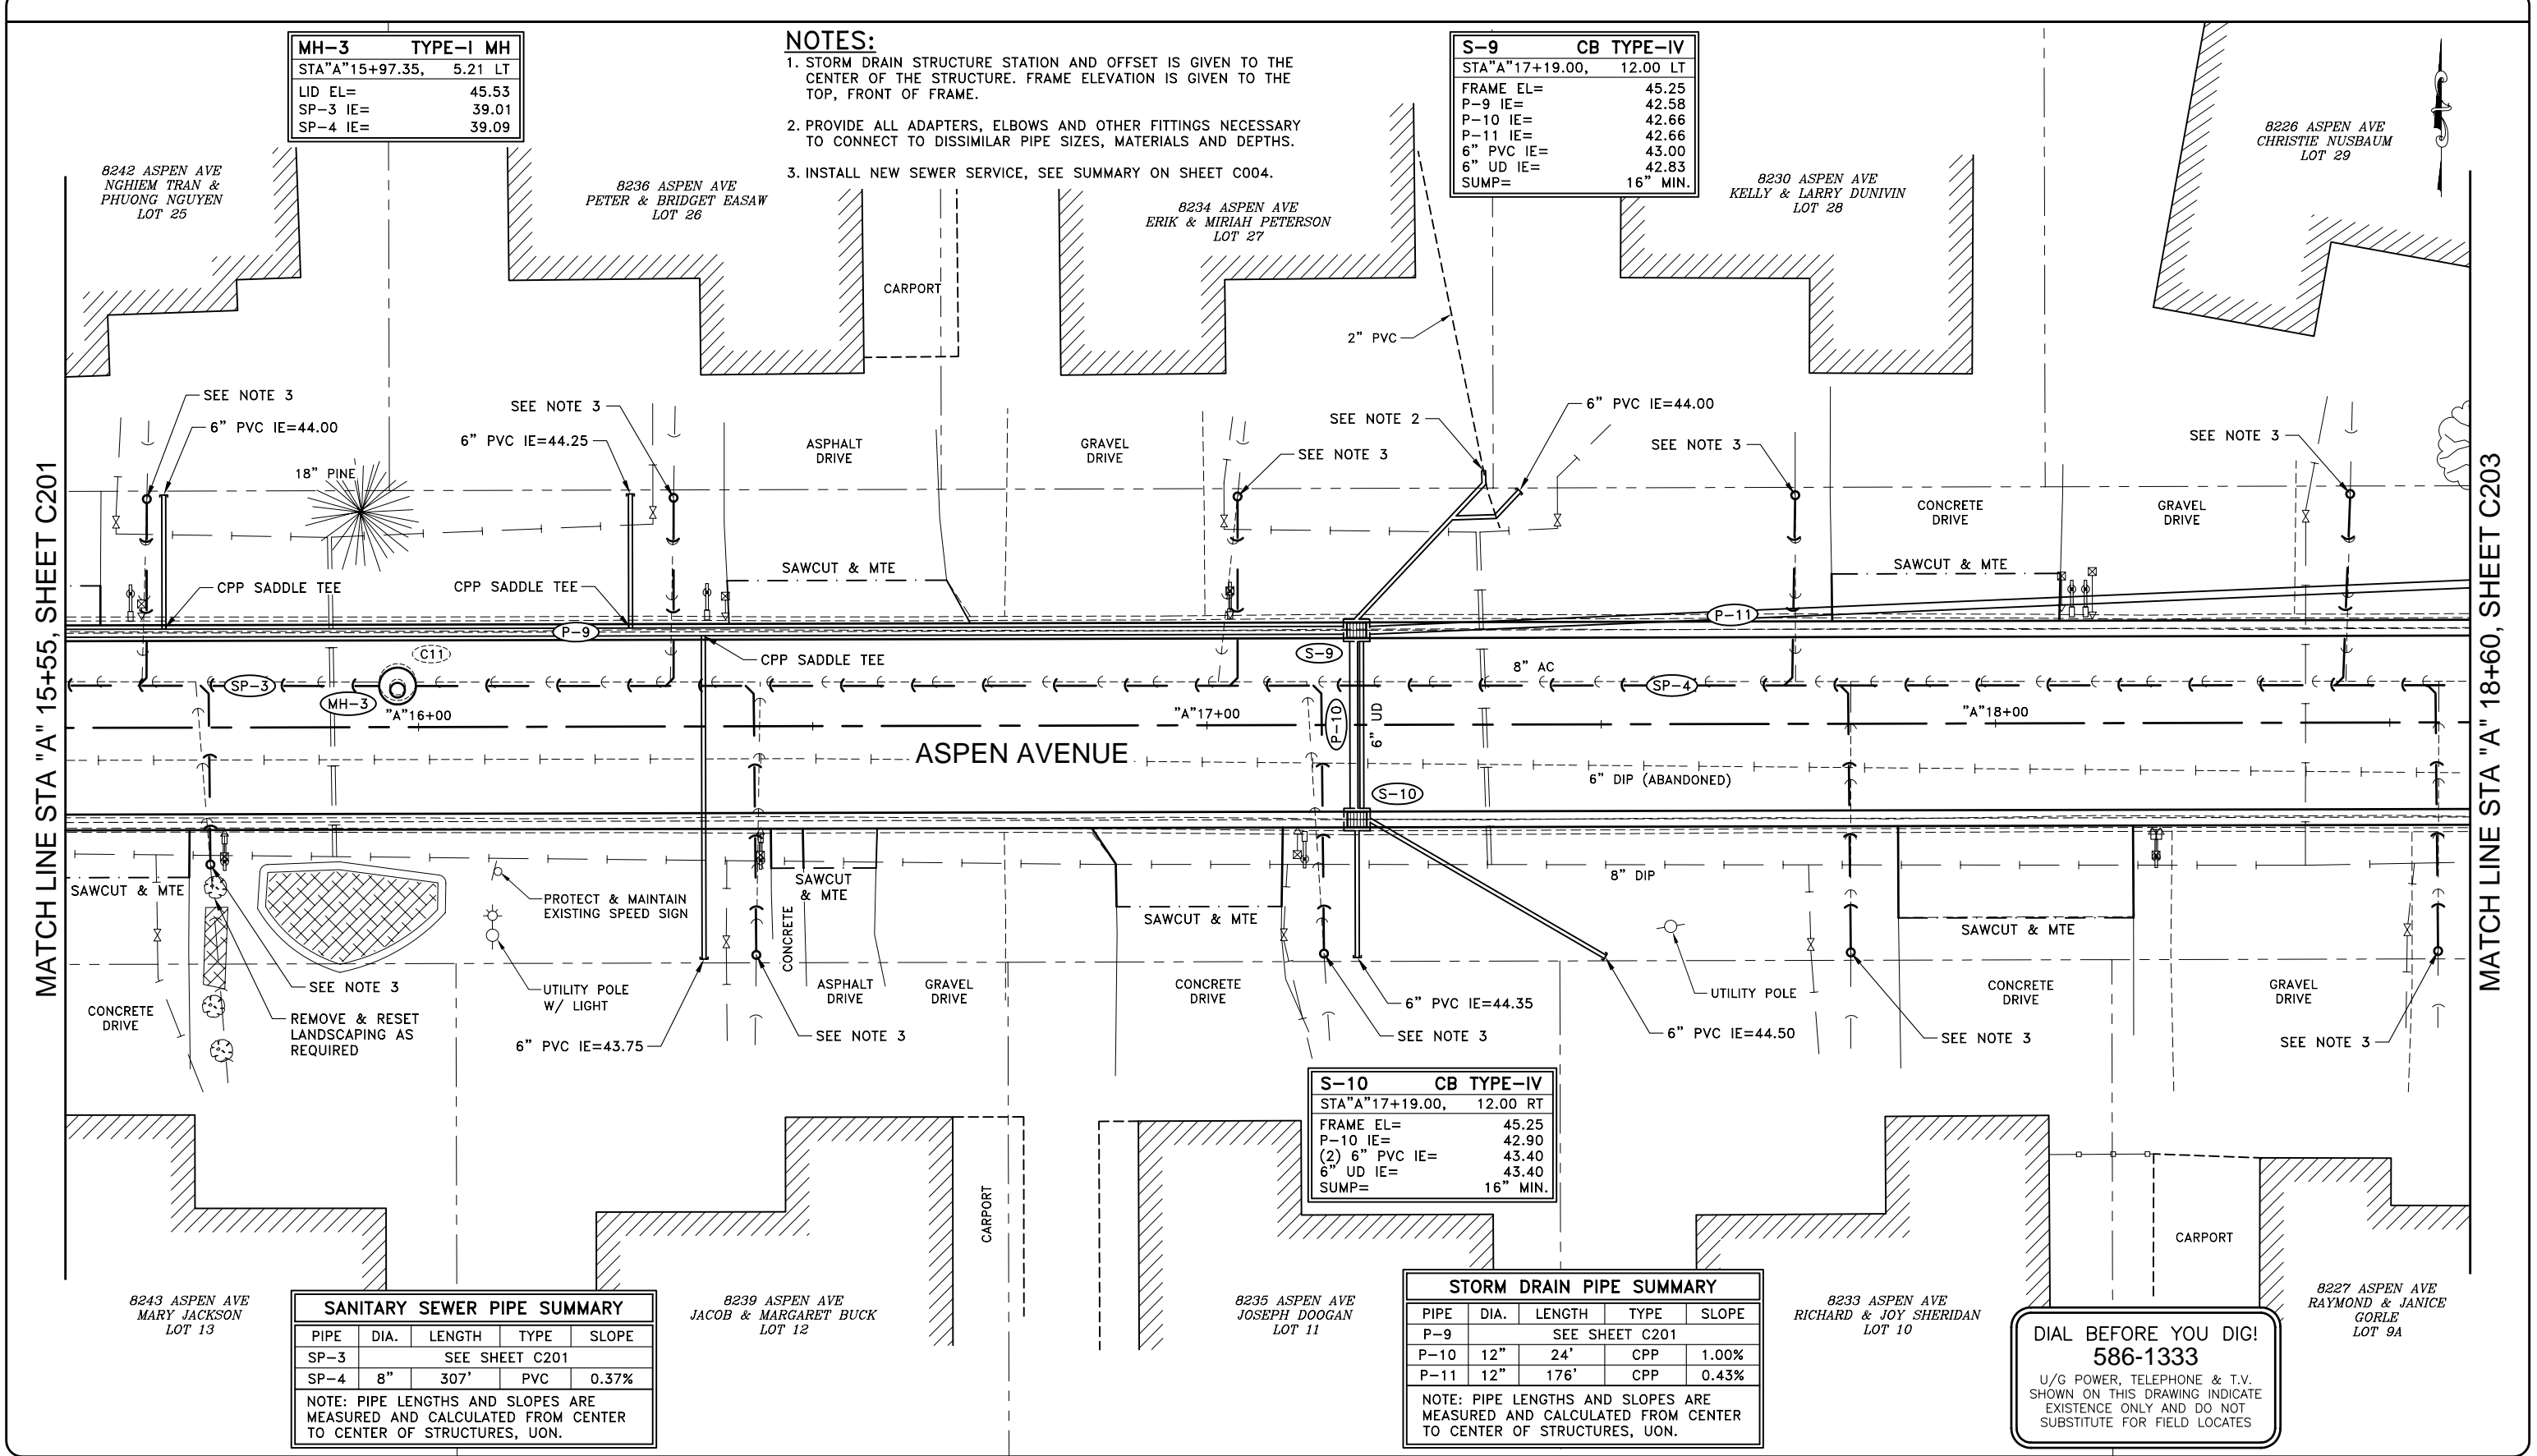 MH-3 TYPE-I MH
STA"A"15+97.35, 5.21 LT
LID EL= 45.53
SP-3 IE= 39.01
SP-4 IE= 39.09
NOTES:
1. STORM DRAIN STRUCTURE STATION AND OFFSET IS GIVEN TO THE
CENTER OF THE STRUCTURE. FRAME ELEVATION IS GIVEN TO THE
TOP, FRONT OF FRAME.
2. PROVIDE ALL ADAPTERS, ELBOWS AND OTHER FITTINGS NECESSARY
TO CONNECT TO DISSIMILAR PIPE SIZES, MATERIALS AND DEPTHS.
3. INSTALL NEW SEWER SERVICE, SEE SUMMARY ON SHEET C004.
S-9 CB TYPE-IV
STA"A"17+19.00, 12.00 LT
FRAME EL= 45.25
P-9 IE= 42.58
P-10 IE= 42.66
P-11 IE= 42.66
6" PVC IE= 43.00
6" UD IE= 42.83
SUMP= 16" MIN.
8242 ASPEN AVE
NGHIEM TRAN &
PHUONG NGUYEN
LOT 25
8236 ASPEN AVE
PETER & BRIDGET EASAW
LOT 26
8234 ASPEN AVE
ERIK & MIRIAH PETERSON
LOT 27
8230 ASPEN AVE
KELLY & LARRY DUNIVIN
LOT 28
8226 ASPEN AVE
CHRISTIE NUSBAUM
LOT 29
CARPORT
2" PVC
SEE NOTE 3
6" PVC IE=44.00
SEE NOTE 3
6" PVC IE=44.25
18" PINE
ASPHALT
DRIVE
GRAVEL
DRIVE
SEE NOTE 2
SEE NOTE 3
6" PVC IE=44.00
SEE NOTE 3
SEE NOTE 3
CONCRETE
DRIVE
GRAVEL
DRIVE
CPP SADDLE TEE
CPP SADDLE TEE
SAWCUT & MTE
SAWCUT & MTE
P-9
P-11
C11
CPP SADDLE TEE
S-9
8" AC
SP-3
MH-3
SP-4
"A"16+00
"A"17+00
P-10
6" UD
"A"18+00
ASPEN AVENUE
6" DIP (ABANDONED)
S-10
MATCH LINE STA "A" 15+55, SHEET C201
MATCH LINE STA "A" 18+60, SHEET C203
SAWCUT & MTE
PROTECT & MAINTAIN
EXISTING SPEED SIGN
SAWCUT
& MTE
CONCRETE
SAWCUT & MTE
8" DIP
SAWCUT & MTE
SEE NOTE 3
REMOVE & RESET
LANDSCAPING AS
REQUIRED
CONCRETE
DRIVE
UTILITY POLE
W/ LIGHT
6" PVC IE=43.75
ASPHALT
DRIVE
GRAVEL
DRIVE
SEE NOTE 3
CONCRETE
DRIVE
6" PVC IE=44.35
SEE NOTE 3
6" PVC IE=44.50
UTILITY POLE
SEE NOTE 3
CONCRETE
DRIVE
GRAVEL
DRIVE
SEE NOTE 3
S-10 CB TYPE-IV
STA"A"17+19.00, 12.00 RT
FRAME EL= 45.25
P-10 IE= 42.90
(2) 6" PVC IE= 43.40
6" UD IE= 43.40
SUMP= 16" MIN.
CARPORT
CARPORT
8243 ASPEN AVE
MARY JACKSON
LOT 13
8239 ASPEN AVE
JACOB & MARGARET BUCK
LOT 12
8235 ASPEN AVE
JOSEPH DOOGAN
LOT 11
8233 ASPEN AVE
RICHARD & JOY SHERIDAN
LOT 10
8227 ASPEN AVE
RAYMOND & JANICE
GORLE
LOT 9A
SANITARY SEWER PIPE SUMMARY
PIPE DIA. LENGTH TYPE SLOPE
SP-3 SEE SHEET C201
SP-4 8" 307' PVC 0.37%
NOTE: PIPE LENGTHS AND SLOPES ARE
MEASURED AND CALCULATED FROM CENTER
TO CENTER OF STRUCTURES, UON.
STORM DRAIN PIPE SUMMARY
PIPE DIA. LENGTH TYPE SLOPE
P-9 SEE SHEET C201
P-10 12" 24' CPP 1.00%
P-11 12" 176' CPP 0.43%
NOTE: PIPE LENGTHS AND SLOPES ARE
MEASURED AND CALCULATED FROM CENTER
TO CENTER OF STRUCTURES, UON.
DIAL BEFORE YOU DIG!
586-1333
U/G POWER, TELEPHONE & T.V.
SHOWN ON THIS DRAWING INDICATE
EXISTENCE ONLY AND DO NOT
SUBSTITUTE FOR FIELD LOCATES